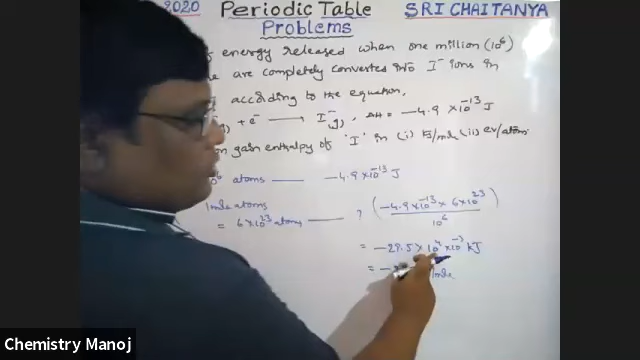 2020 Periodic Table SRI CHAITANYA
Problems
energy released when one million (10⁶)
are completely converted into I⁻ ions in
according to the equation,
+ e⁻ ⟶ I⁻(g), ΔH = -4.9 × 10⁻¹³ J
gain enthalpy of 'I' in (i) KJ/mole (ii) ev/atom
10⁶ atoms —— -4.9×10⁻¹³ J
1 mole atoms
= 6×10²³ atoms —— ? (-4.9×10⁻¹³ × 6×10²³ / 10⁶)
= -29.5 × 10⁴ × 10⁻³ KJ
= -
Chemistry Manoj